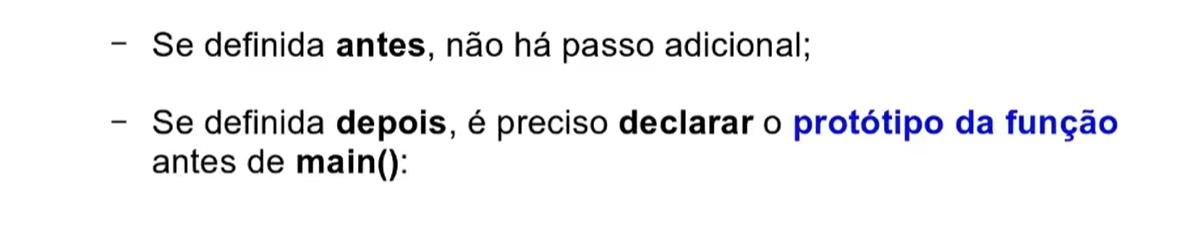 – Se definida antes, não há passo adicional;
– Se definida depois, é preciso declarar o protótipo da função
antes de main():